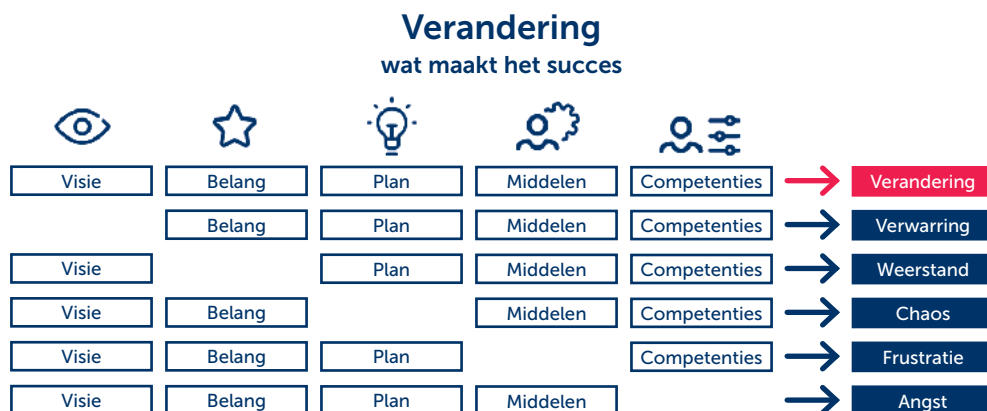 Verandering
wat maakt het succes
Visie Belang Plan Middelen Competenties Verandering
Belang Plan Middelen Competenties Verwarring
Visie Plan Middelen Competenties Weerstand
Visie Belang Middelen Competenties Chaos
Visie Belang Plan Competenties Frustratie
Visie Belang Plan Middelen Angst